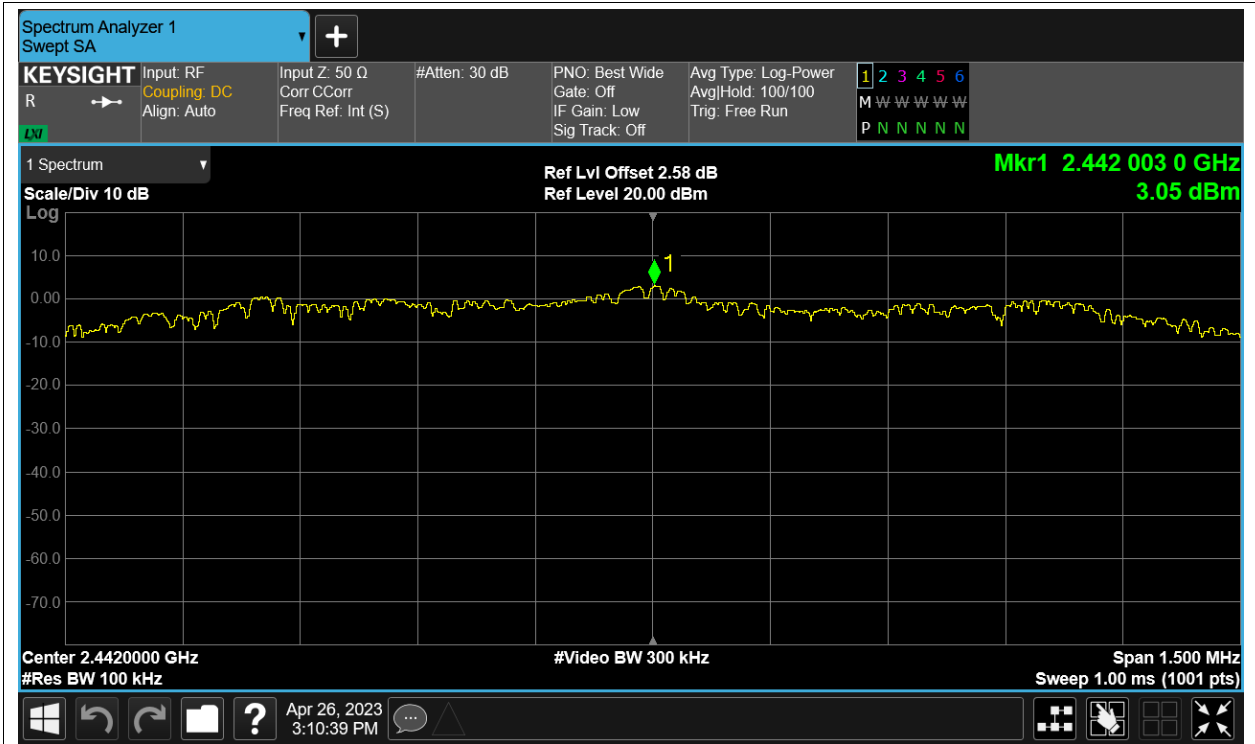 Spectrum Analyzer 1
Swept SA
KEYSIGHT
R
LXI
Input: RF
Coupling: DC
Align: Auto
Input Z: 50 Ω
Corr CCorr
Freq Ref: Int (S)
#Atten: 30 dB
PNO: Best Wide
Gate: Off
IF Gain: Low
Sig Track: Off
Avg Type: Log-Power
Avg|Hold: 100/100
Trig: Free Run
1 2 3 4 5 6
M W W W W W W
P N N N N N
1 Spectrum
Scale/Div 10 dB
Log
Ref Lvl Offset 2.58 dB
Ref Level 20.00 dBm
Mkr1 2.442 003 0 GHz
3.05 dBm
1
10.0
0.00
-10.0
-20.0
-30.0
-40.0
-50.0
-60.0
-70.0
Center 2.4420000 GHz
#Res BW 100 kHz
#Video BW 300 kHz
Span 1.500 MHz
Sweep 1.00 ms (1001 pts)
?
Apr 26, 2023
3:10:39 PM